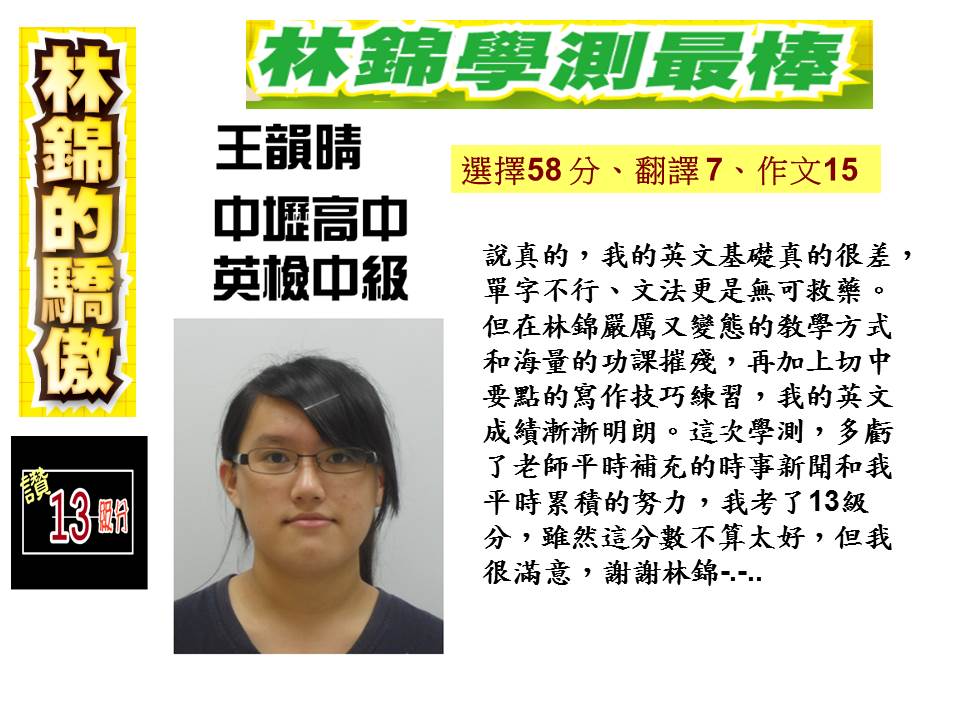 林錦學測最棒
林錦的驕傲
王韻晴
中壢高中
英檢中級
選擇58分、翻譯7、作文15
說真的，我的英文基礎真的很差，
單字不行、文法更是無可救藥。
但在林錦嚴厲又變態的教學方式
和海量的功課摧殘，再加上切中
要點的寫作技巧練習，我的英文
成績漸漸明朗。這次學測，多虧
了老師平時補充的時事新聞和我
平時累積的努力，我考了13級
分，雖然這分數不算太好，但我
很滿意，謝謝林錦-.-..
讚
13級分